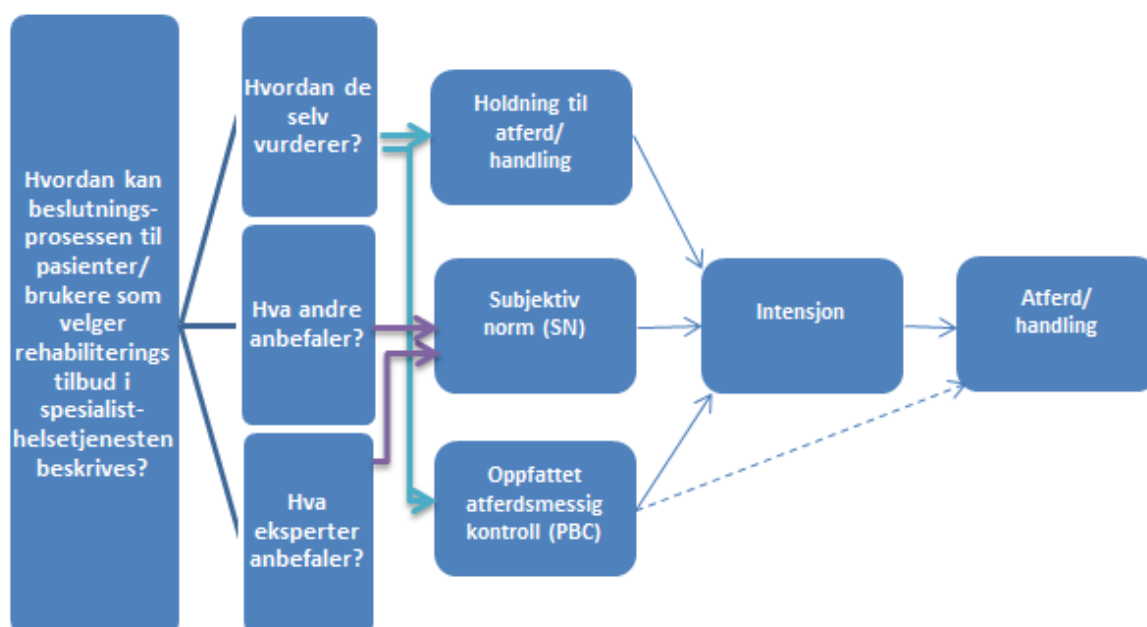 Hvordan kan
beslutnings-
prosessen til
pasienter/
brukere som
velger
rehabiliterings
tilbud i
spesialist-
helsetjenesten
beskrives?
Hvordan de
selv
vurderer?
Hva andre
anbefaler?
Hva
eksperter
anbefaler?
Holdning til
atferd/
handling
Subjektiv
norm (SN)
Oppfattet
atferdsmessig
kontroll (PBC)
Intensjon
Atferd/
handling